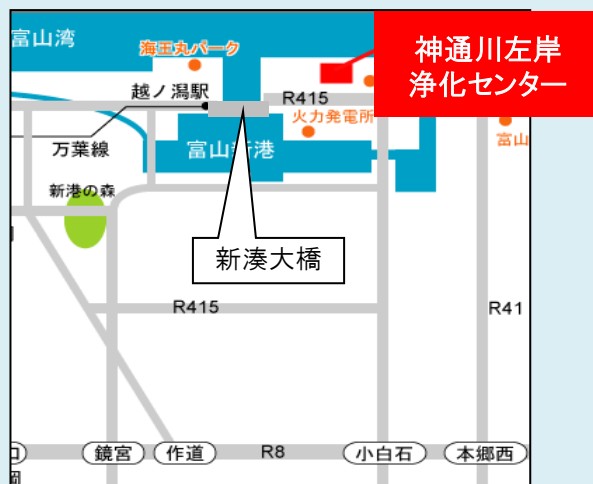 富山湾
海王丸パーク
神通川左岸
浄化センター
越ノ潟駅
R415
火力発電所
富山
万葉線
富山新港
新港の森
新湊大橋
R415
R41
鏡宮
作道
R8
小白石
本郷西